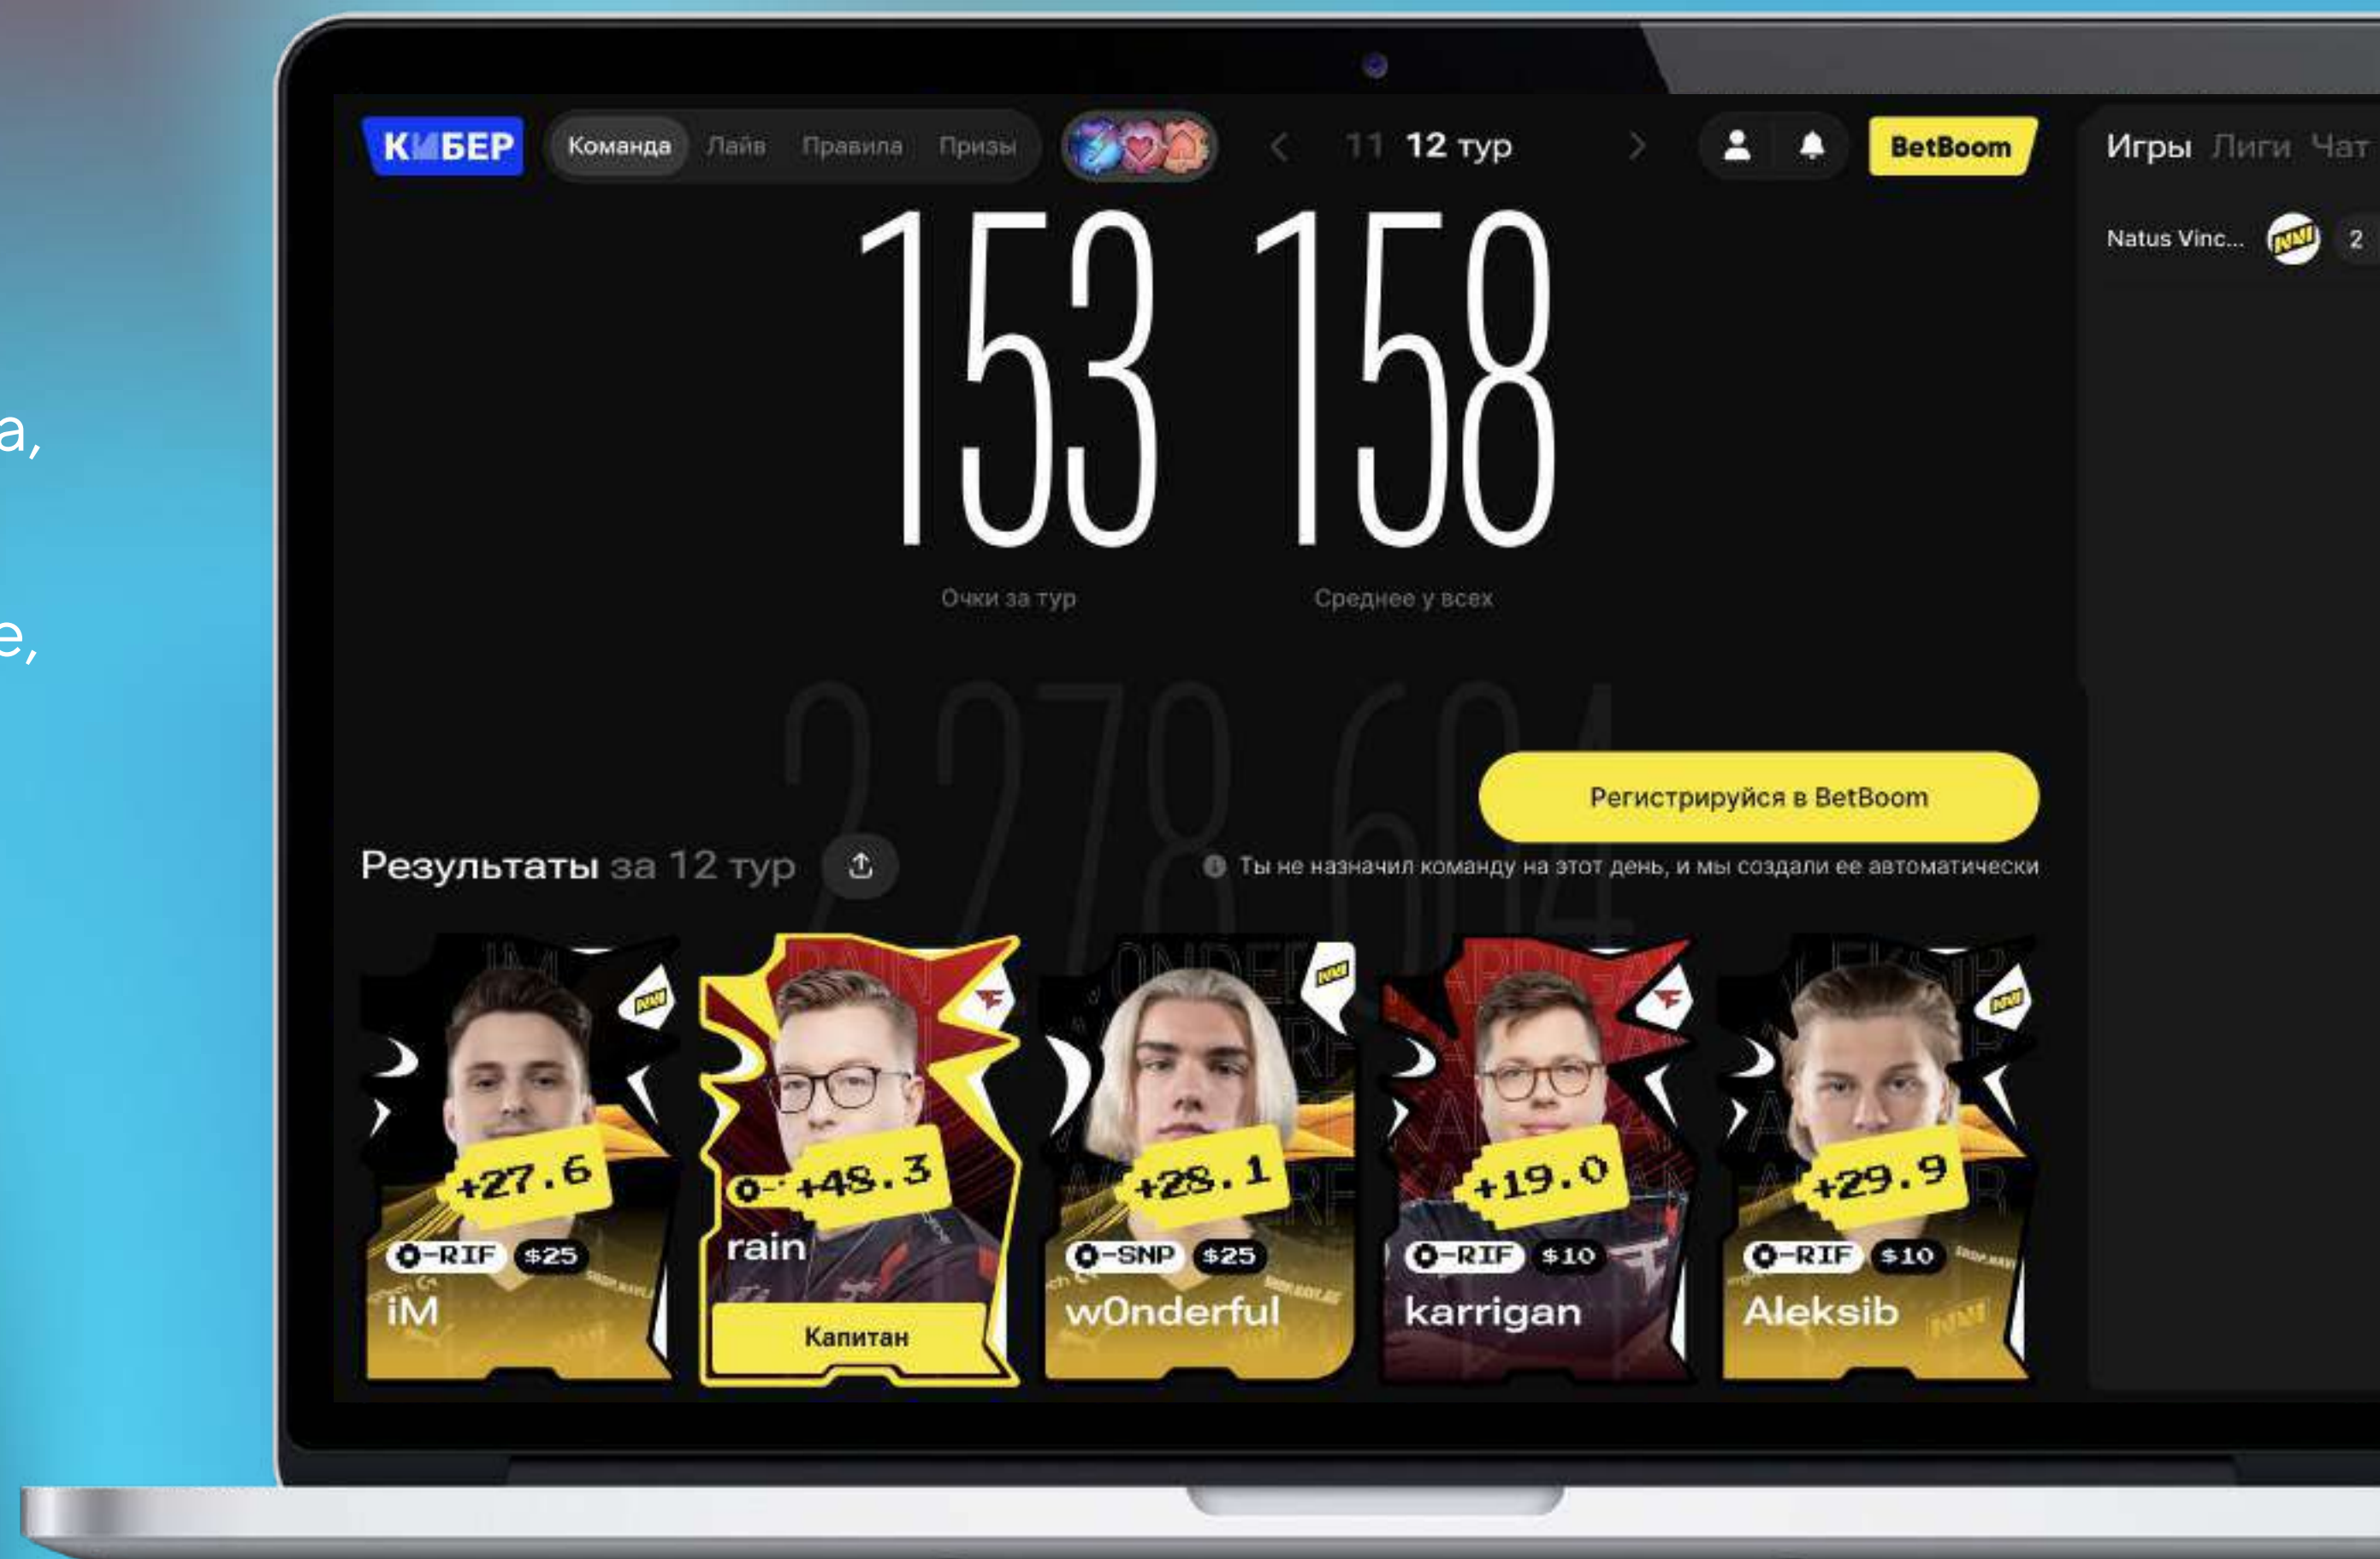 а,
е,
КИБЕР
Команда Лайв Правила Призы
11 12 тур
BetBoom
Игры Лиги Чат
Natus Vinc... 2
153 158
Очки за тур Среднее у всех
2 278 604
Регистрируйся в BetBoom
Результаты за 12 тур
Ты не назначил команду на этот день, и мы создали ее автоматически
+27.6
RIF $25
iM
+48.3
rain
Капитан
+28.1
SNP $25
w0nderful
+19.0
RIF $10
karrigan
+29.9
RIF $10
Aleksib